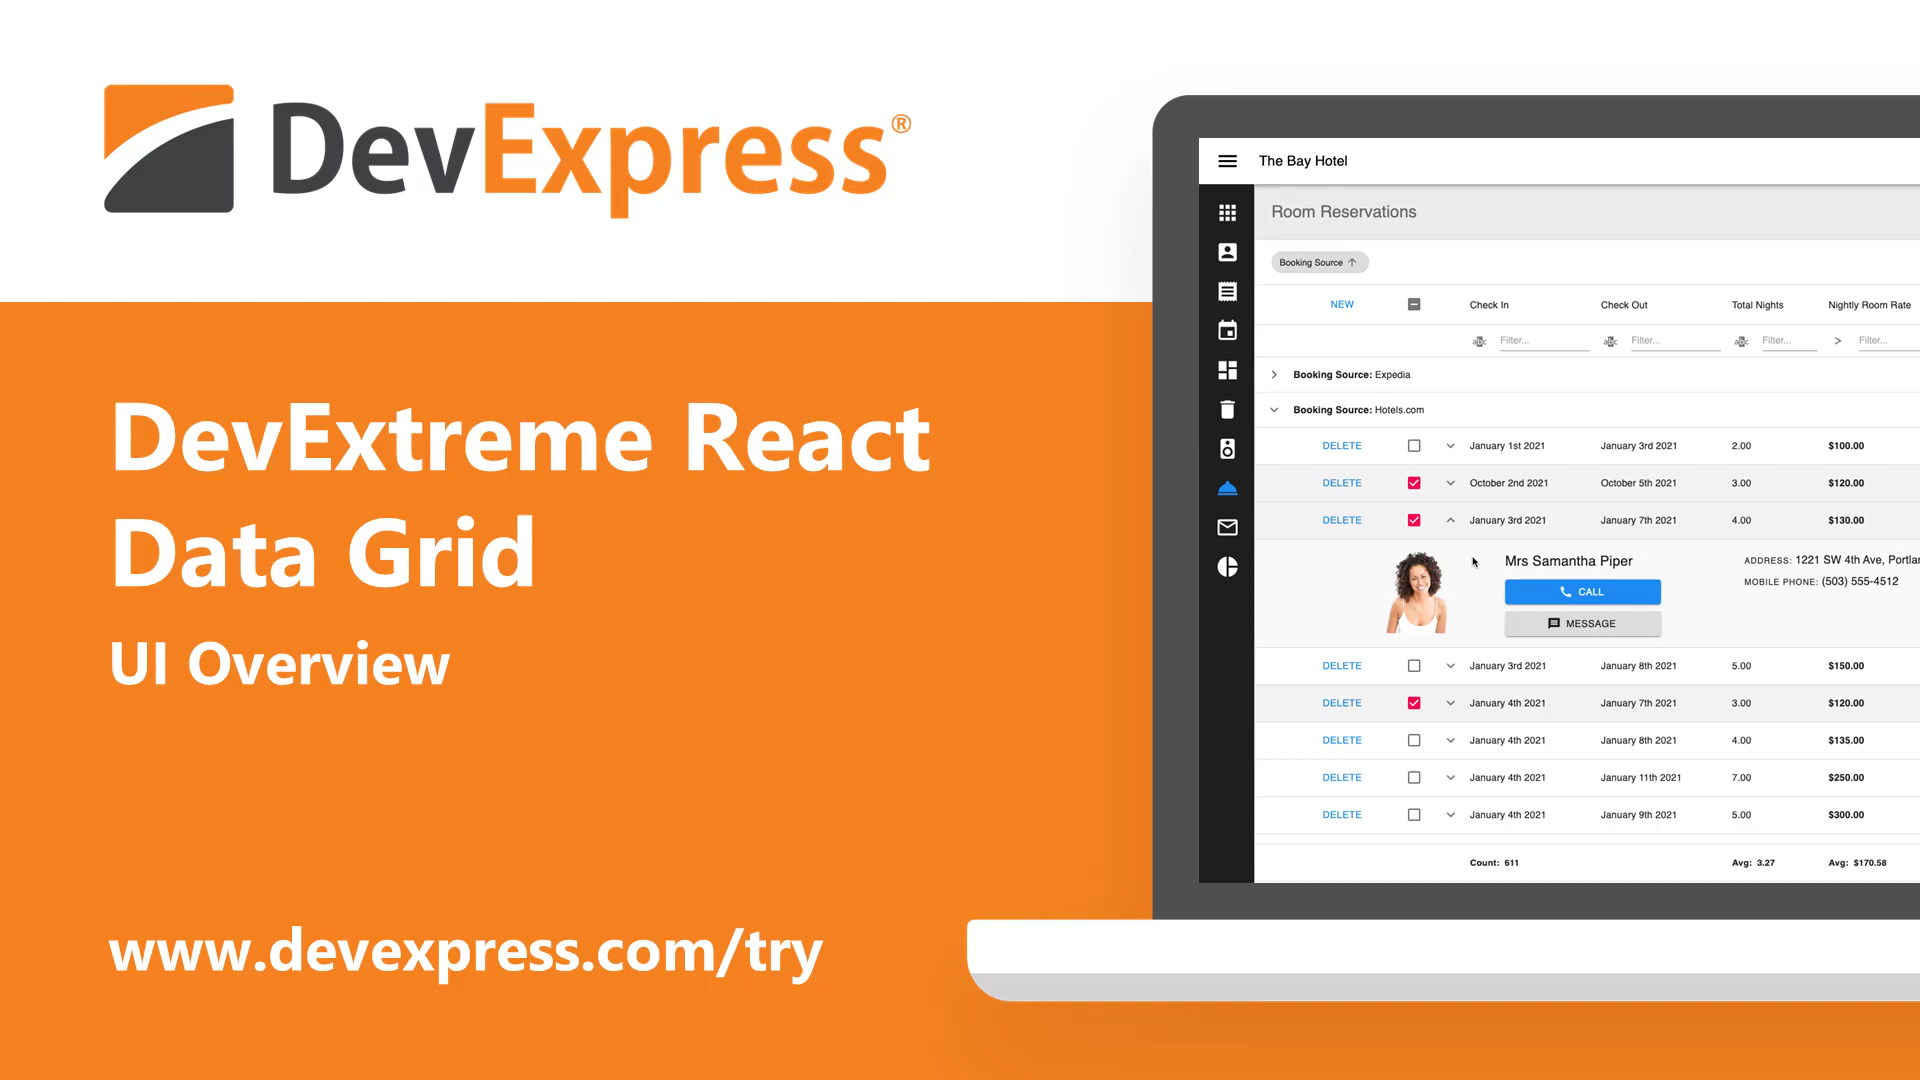 DevExpress®
DevExtreme React
Data Grid
UI Overview
www.devexpress.com/try
The Bay Hotel
Room Reservations
Booking Source
NEW Check In Check Out Total Nights Nightly Room Rate
Filter... Filter... Filter... > Filter...
Booking Source: Expedia
Booking Source: Hotels.com
DELETE January 1st 2021 January 3rd 2021 2.00 $100.00
DELETE October 2nd 2021 October 5th 2021 3.00 $120.00
DELETE January 3rd 2021 January 7th 2021 4.00 $130.00
Mrs Samantha Piper
CALL
MESSAGE
ADDRESS: 1221 SW 4th Ave,
MOBILE PHONE: (503) 555-4512
DELETE January 3rd 2021 January 8th 2021 5.00 $150.00
DELETE January 4th 2021 January 7th 2021 3.00 $120.00
DELETE January 4th 2021 January 8th 2021 4.00 $135.00
DELETE January 4th 2021 January 11th 2021 7.00 $250.00
DELETE January 4th 2021 January 9th 2021 5.00 $300.00
Count: 611 Avg: 3.27 Avg: $170.58